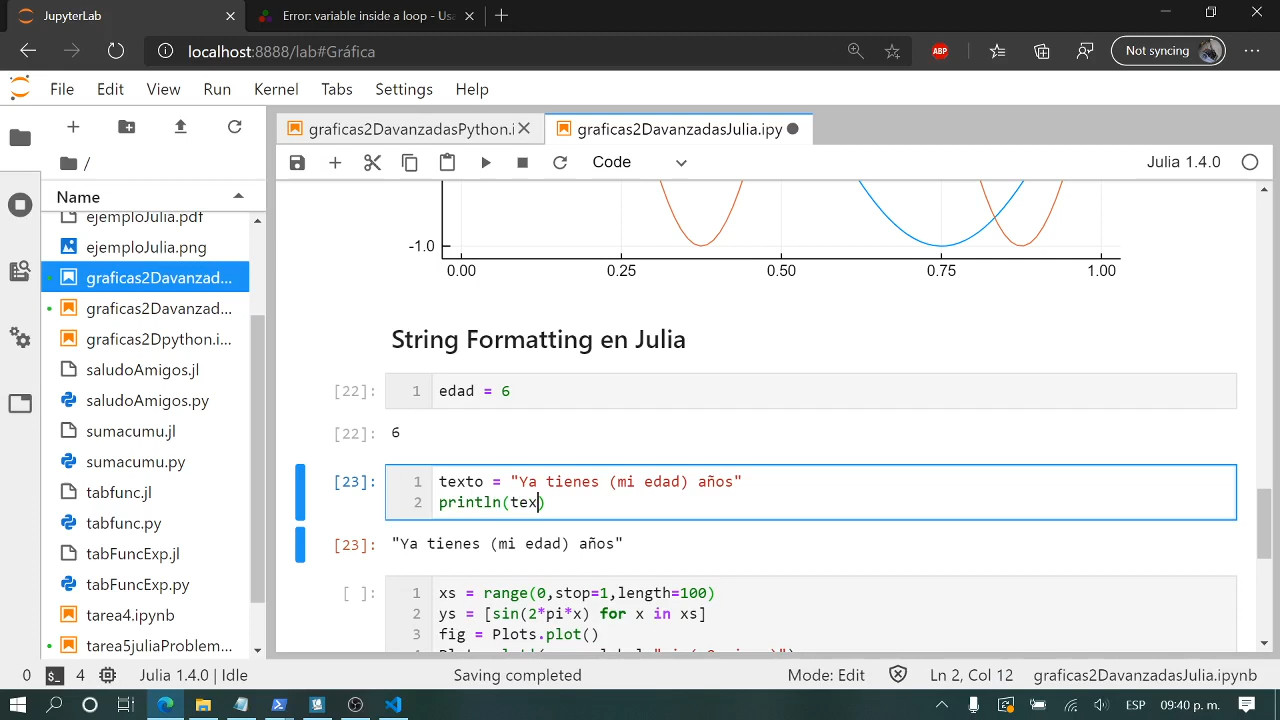 JupyterLab
Error: variable inside a loop - Usa
localhost:8888/lab#Gráfica
ABP
Not syncing
File Edit View Run Kernel Tabs Settings Help
graficas2DavanzadasPython.i
graficas2DavanzadasJulia.ipy
Code
Julia 1.4.0
/
Name
ejemploJulia.pdf
ejemploJulia.png
graficas2Davanzad...
graficas2Davanzad...
graficas2Dpython.i...
saludoAmigos.jl
saludoAmigos.py
sumacumu.jl
sumacumu.py
tabfunc.jl
tabfunc.py
tabFuncExp.jl
tabFuncExp.py
tarea4.ipynb
tarea5juliaProblem...
-1.0
0.00 0.25 0.50 0.75 1.00
String Formatting en Julia
[22]: 1 edad = 6
[22]: 6
[23]: 1 texto = "Ya tienes (mi edad) años"
2 println(tex)
[23]: "Ya tienes (mi edad) años"
[ ]: 1 xs = range(0,stop=1,length=100)
2 ys = [sin(2*pi*x) for x in xs]
3 fig = Plots.plot()
0 $_ 4 Julia 1.4.0 | Idle Saving completed Mode: Edit Ln 2, Col 12 graficas2DavanzadasJulia.ipynb
ESP 09:40 p. m.